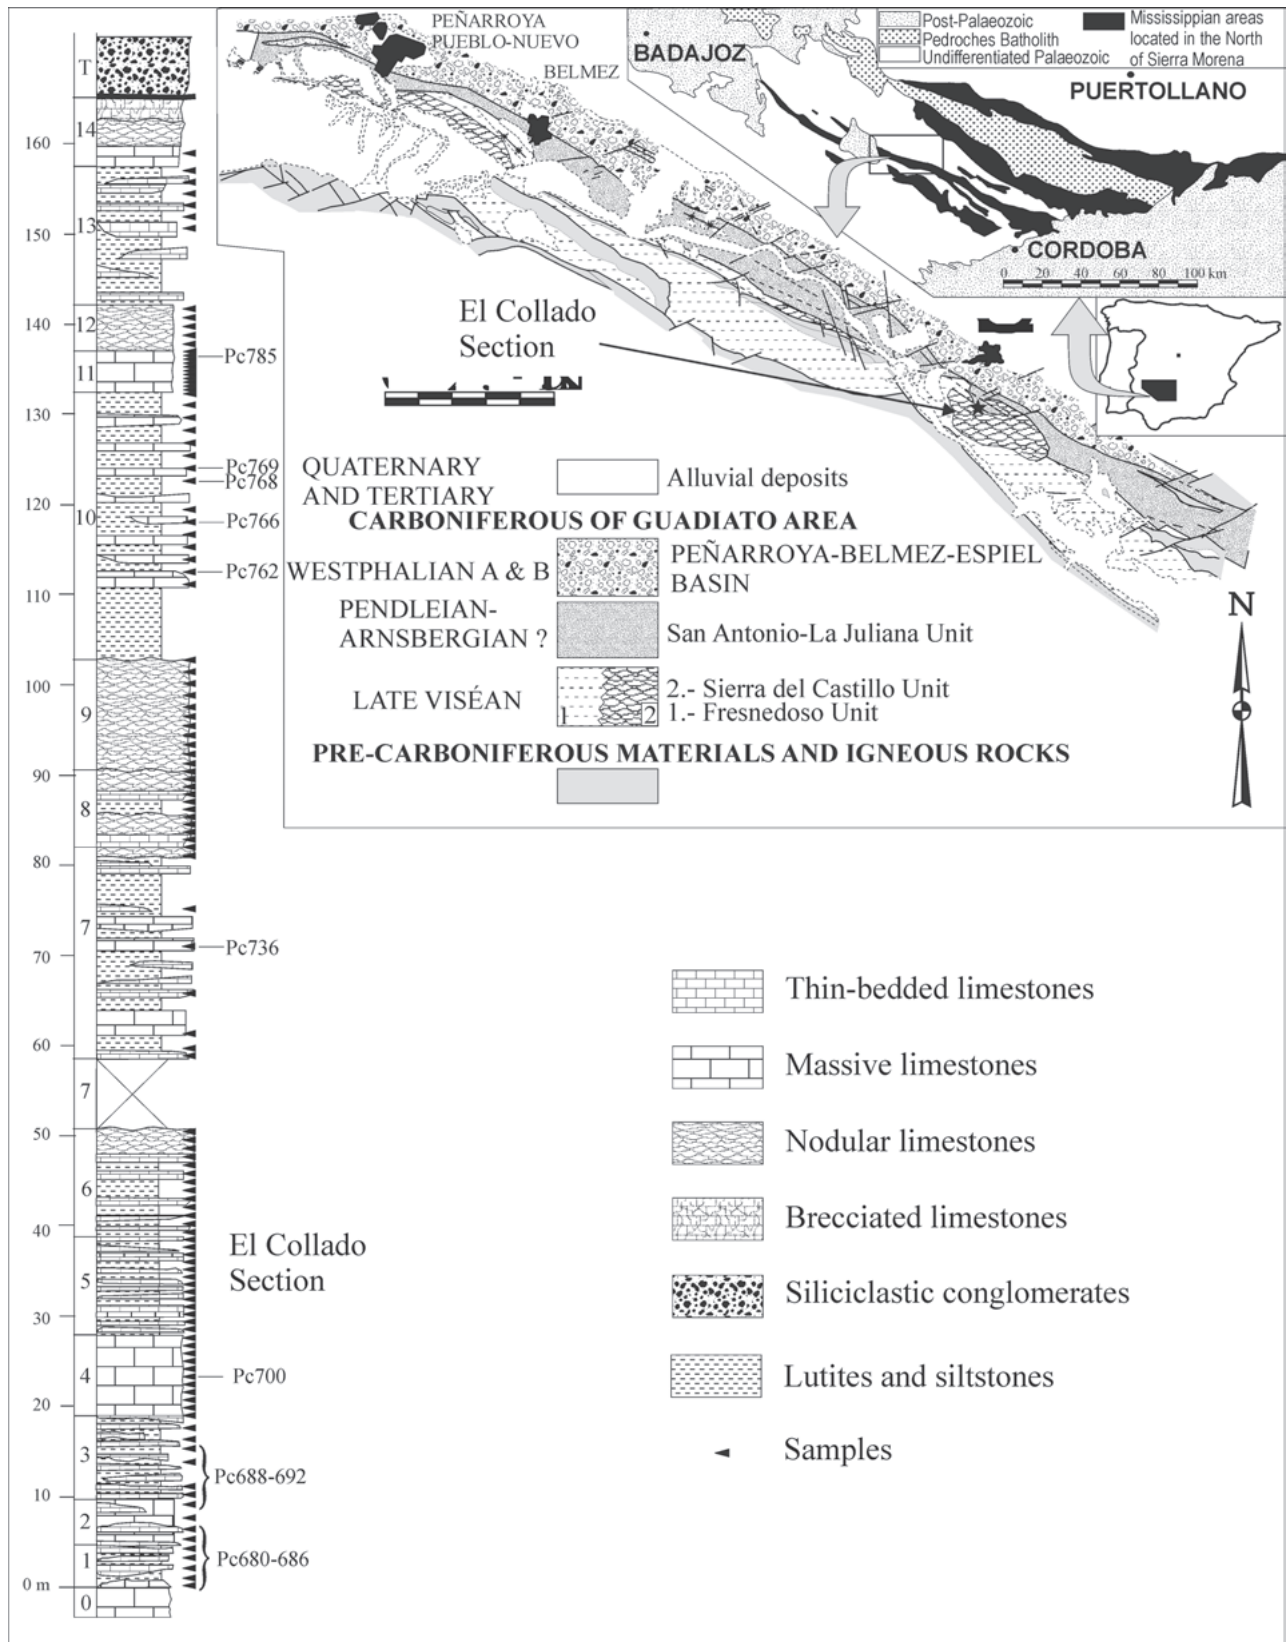 PEÑARROYA
PUEBLO-NUEVO
BELMEZ
BADAJOZ
Post-Palaeozoic
Pedroches Batholith
Undifferentiated Palaeozoic
Mississippian areas
located in the North
of Sierra Morena
PUERTOLLANO
CORDOBA
0 20 40 60 80 100 km
El Collado
Section
QUATERNARY
AND TERTIARY
Alluvial deposits
CARBONIFEROUS OF GUADIATO AREA
WESTPHALIAN A & B
PEÑARROYA-BELMEZ-ESPIEL
BASIN
PENDLEIAN-
ARNSBERGIAN ?
San Antonio-La Juliana Unit
LATE VISÉAN
1 2
2.- Sierra del Castillo Unit
1.- Fresnedoso Unit
PRE-CARBONIFEROUS MATERIALS AND IGNEOUS ROCKS
N
T
14
160
13
150
140
12
Pc785
11
130
Pc769
Pc768
120
10
Pc766
Pc762
110
100
9
90
8
80
7
Pc736
70
60
7
50
6
40
El Collado
Section
5
30
4
Pc700
20
3
Pc688-692
10
2
Pc680-686
1
0 m
0
Thin-bedded limestones
Massive limestones
Nodular limestones
Brecciated limestones
Siliciclastic conglomerates
Lutites and siltstones
Samples